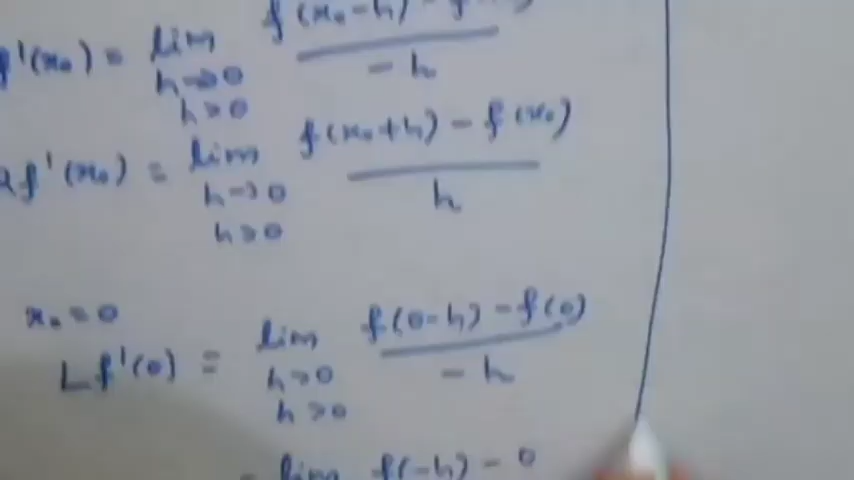 f'(x₀) = lim f(x₀-h) - f
h→0 -h
h>0
Rf'(x₀) = lim f(x₀+h) - f(x₀)
h→0 h
h>0
x₀ = 0
Lf'(0) = lim f(0-h) - f(0)
h→0 -h
h>0
= lim f(-h) - 0